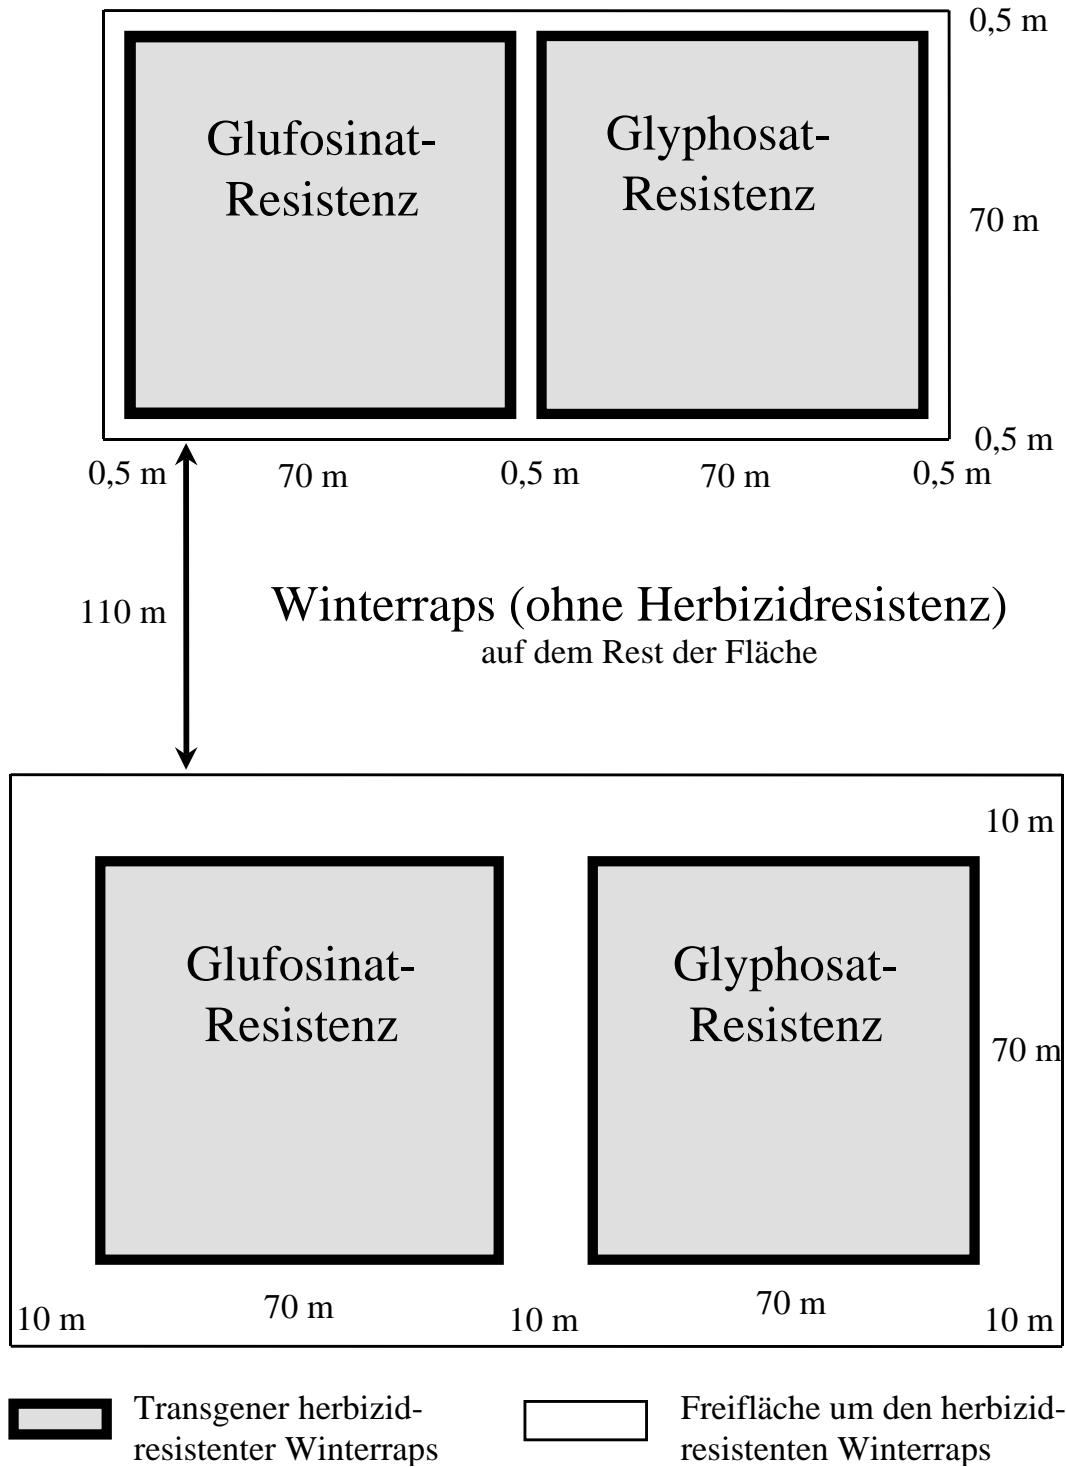 0,5 m
Glufosinat-
Resistenz
Glyphosat-
Resistenz
70 m
0,5 m
0,5 m
70 m
0,5 m
70 m
0,5 m
110 m
Winterraps (ohne Herbizidresistenz)
auf dem Rest der Fläche
10 m
Glufosinat-
Resistenz
Glyphosat-
Resistenz
70 m
10 m
70 m
10 m
70 m
10 m
Transgener herbizid-
resistenter Winterraps
Freifläche um den herbizid-
resistenten Winterraps